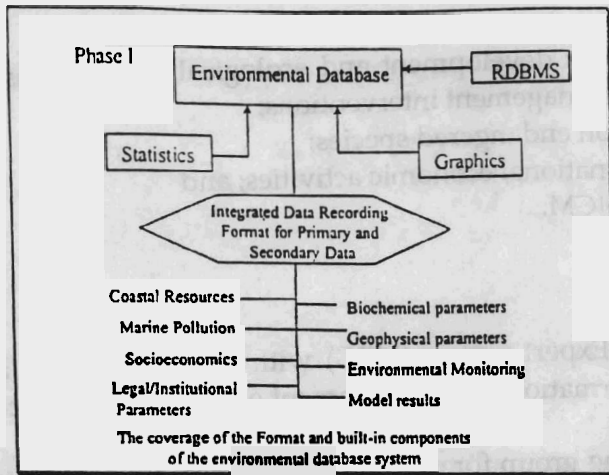 Phase I
Environmental Database
RDBMS
Statistics
Graphics
Integrated Data Recording
Format for Primary and
Secondary Data
Coastal Resources
Biochemical parameters
Marine Pollution
Geophysical parameters
Socioeconomics
Environmental Monitoring
Legal/Institutional
Parameters
Model results
The coverage of the Format and built-in components
of the environmental database system